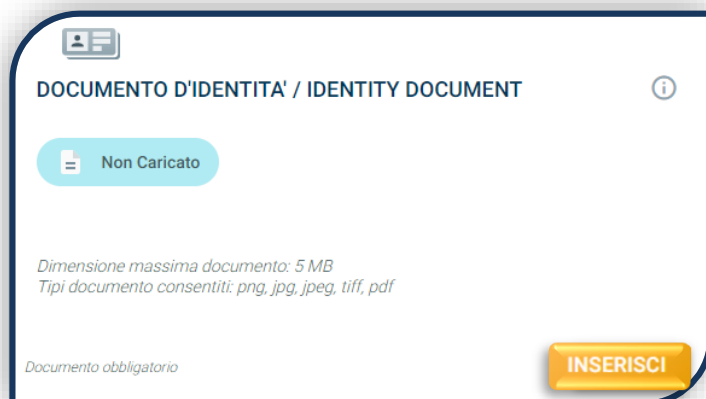 DOCUMENTO D'IDENTITA' / IDENTITY DOCUMENT
Non Caricato
Dimensione massima documento: 5 MB
Tipi documento consentiti: png, jpg, jpeg, tiff, pdf
Documento obbligatorio
INSERISCI